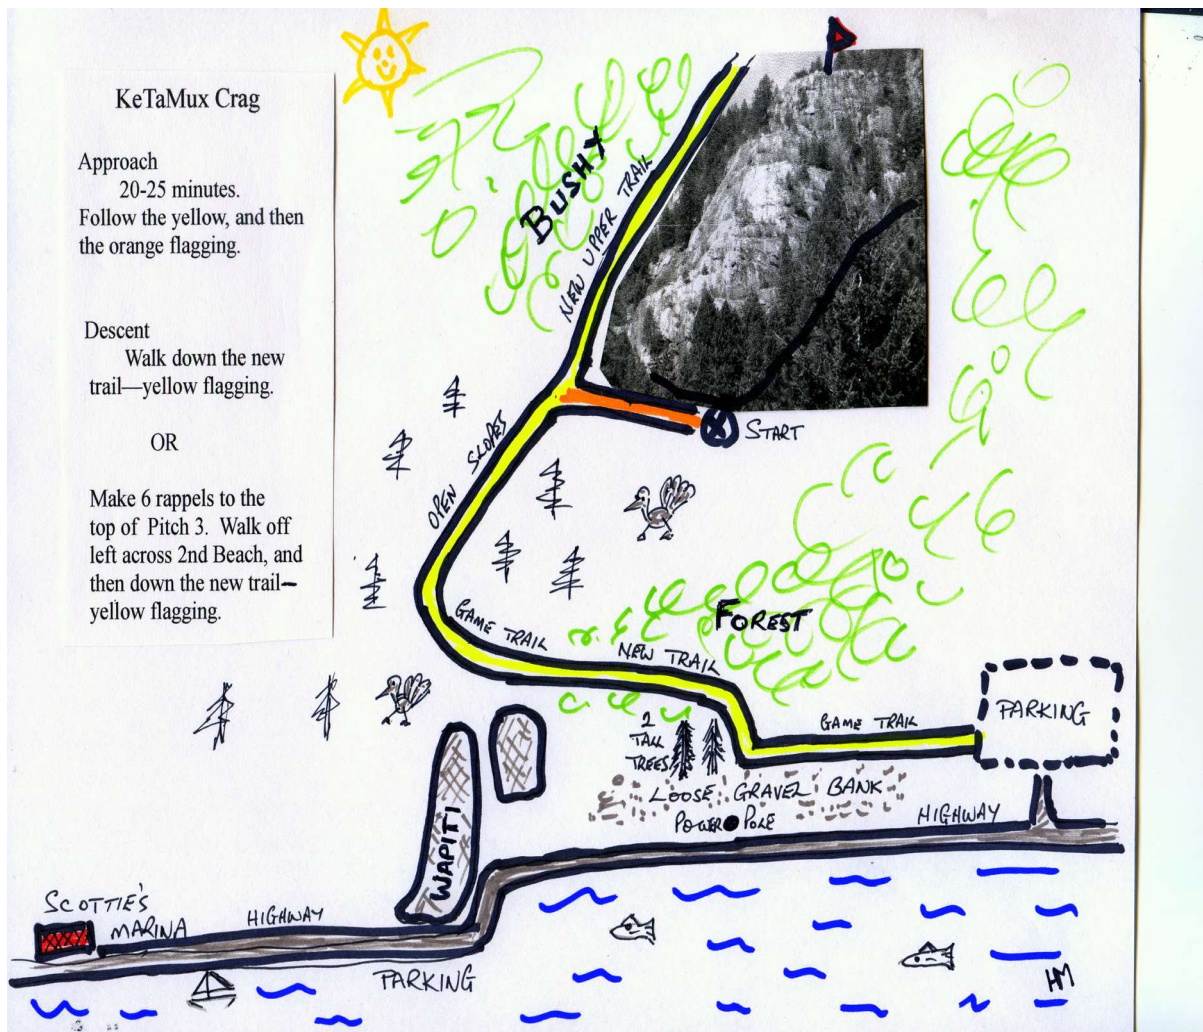 KeTaMux Crag
Approach
20-25 minutes.
Follow the yellow, and then
the orange flagging.
Descent
Walk down the new
trail—yellow flagging.
OR
Make 6 rappels to the
top of Pitch 3. Walk off
left across 2nd Beach, and
then down the new trail—
yellow flagging.
BUSHY
NEW UPPER TRAIL
START
OPEN SLOPES
FOREST
GAME TRAIL
NEW TRAIL
PARKING
GAME TRAIL
2
TALL
TREES
LOOSE GRAVEL BANK
POWER POLE
HIGHWAY
WAPITI
SCOTTIE'S
MARINA
HIGHWAY
PARKING
HM